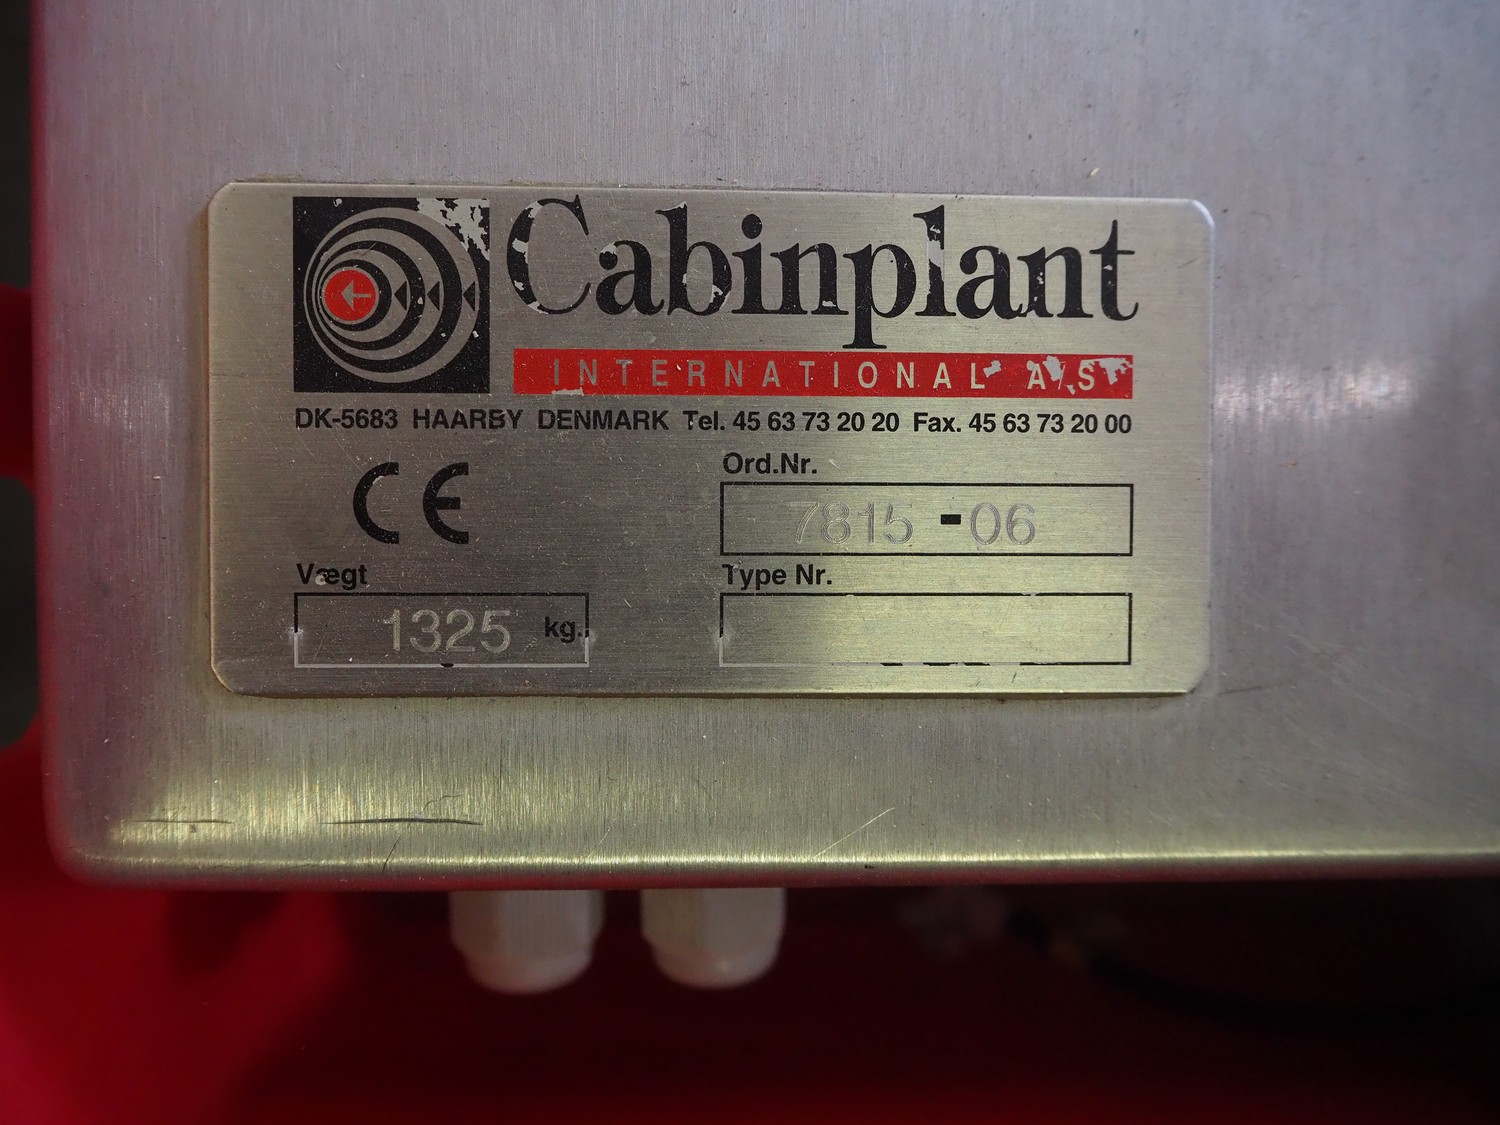 Cabinplant
INTERNATIONAL A/S
DK-5683 HAARBY DENMARK Tel. 45 63 73 20 20 Fax. 45 63 73 20 00
CE
Ord.Nr.
7815 -06
Vægt
1325 kg.
Type Nr.